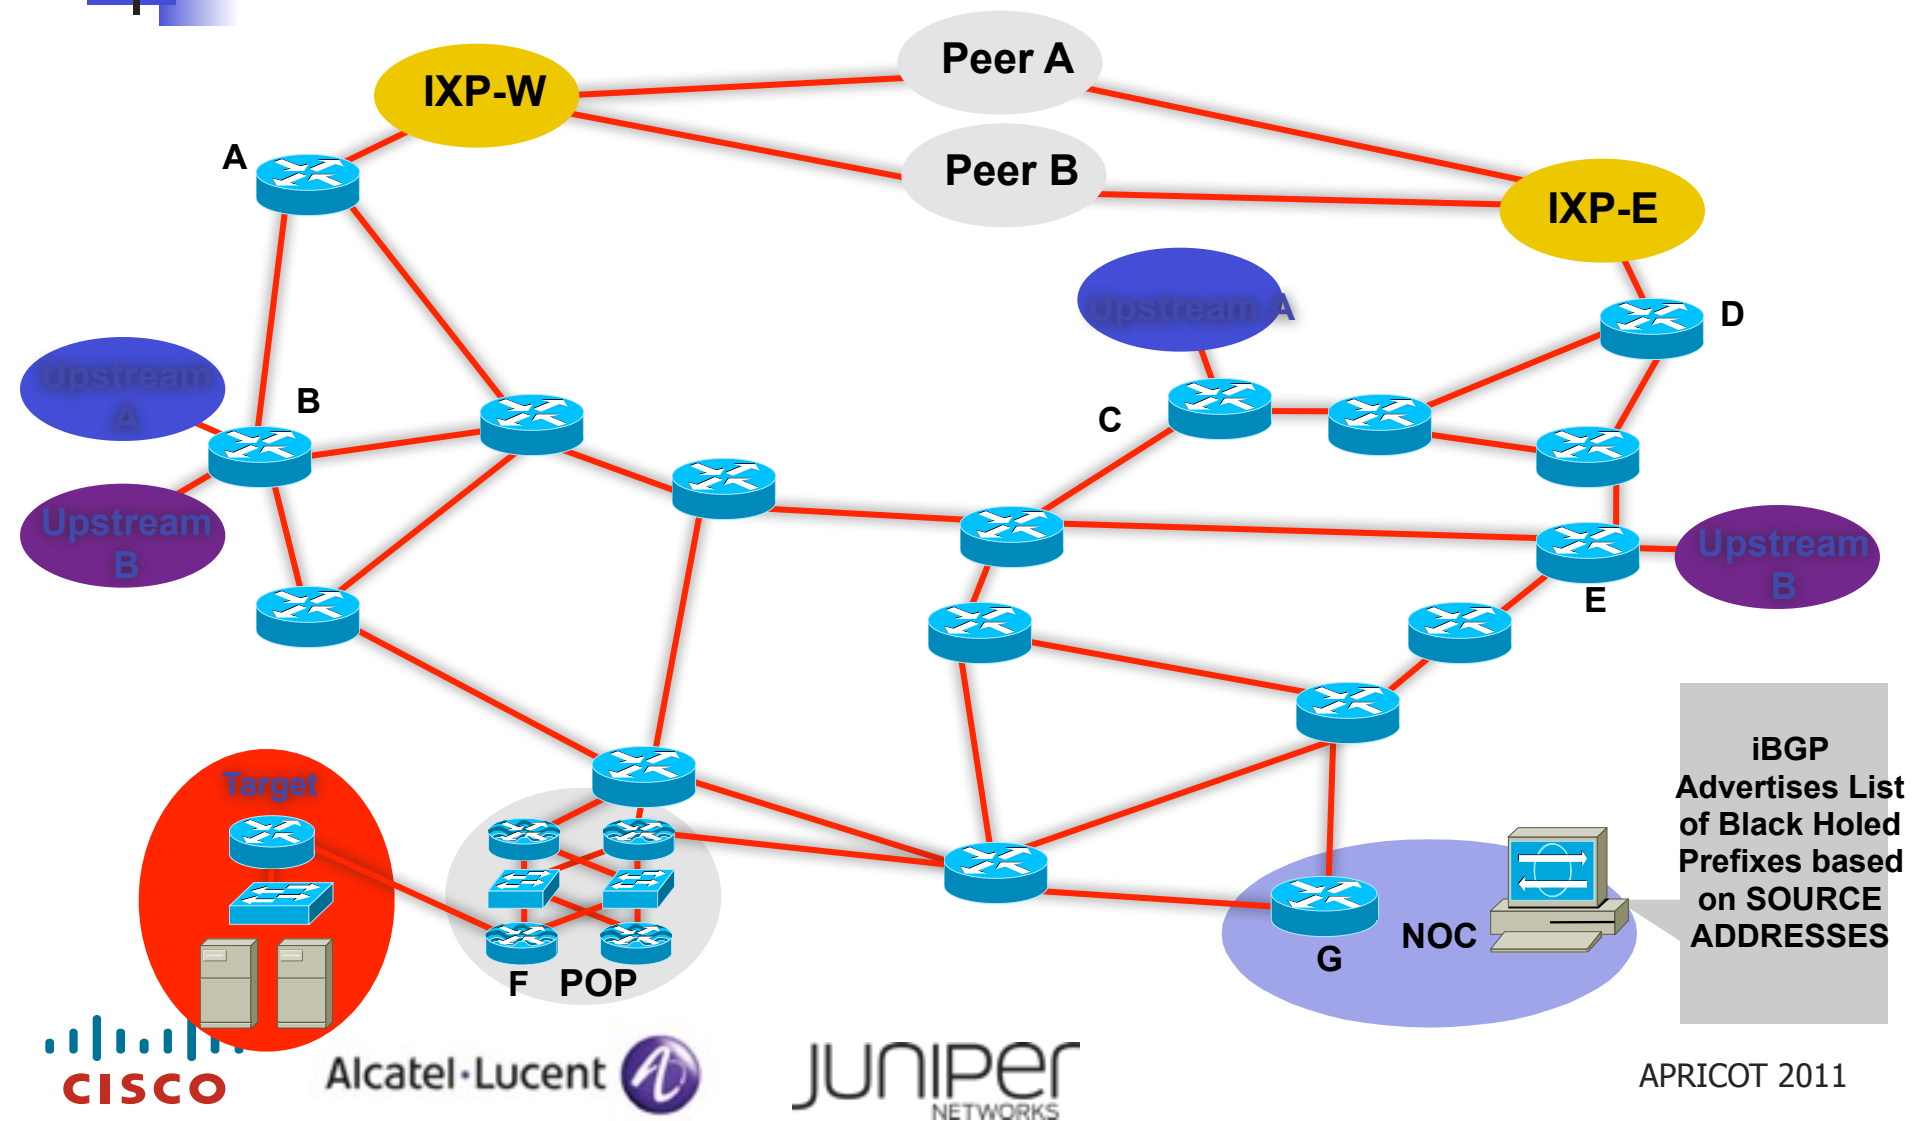 Peer A
IXP-W
A
Peer B
IXP-E
Upstream A
D
Upstream
A
B
C
Upstream
B
Upstream
B
E
iBGP
Advertises List
of Black Holed
Prefixes based
on SOURCE
ADDRESSES
Target
NOC
G
F
POP
CISCO
Alcatel·Lucent
JUNIPER
NETWORKS
APRICOT 2011